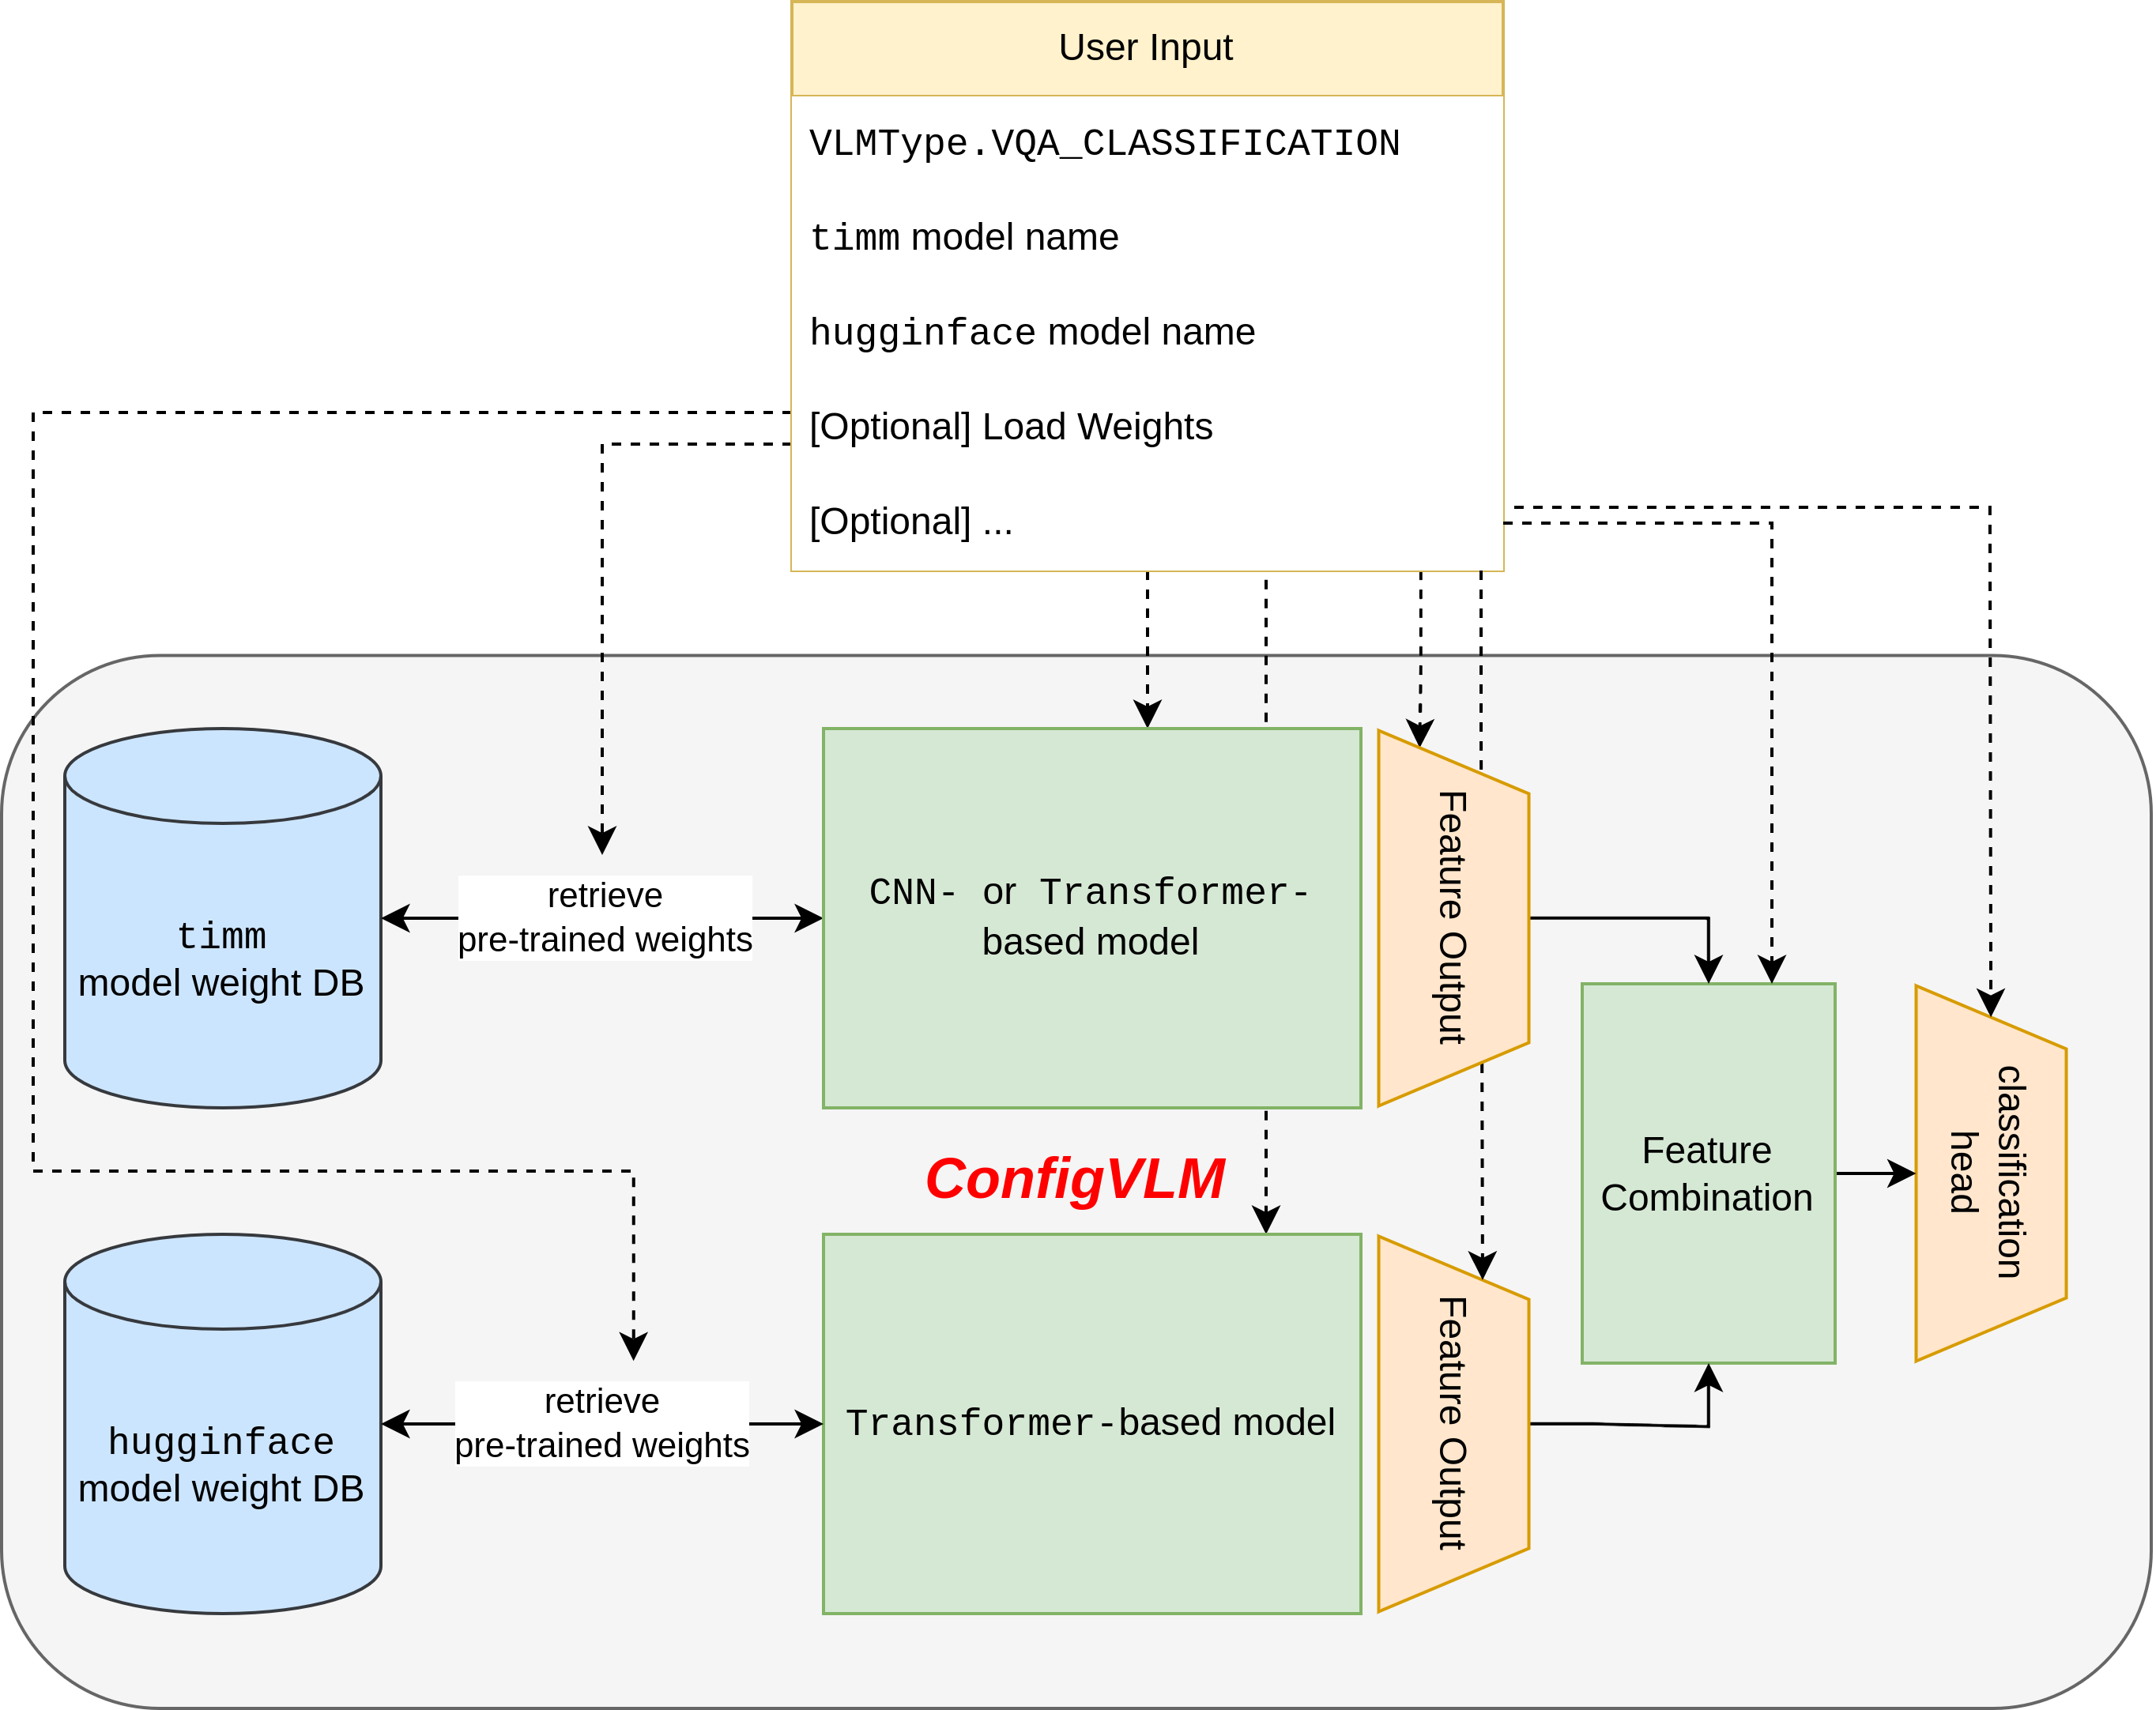 User Input
VLMType.VQA_CLASSIFICATION
timm model name
hugginface model name
[Optional] Load Weights
[Optional] ...
timm
model weight DB
retrieve
pre-trained weights
CNN- or Transformer-
based model
Feature Output
ConfigVLM
Feature
Combination
classification
head
hugginface
model weight DB
retrieve
pre-trained weights
Transformer-based model
Feature Output